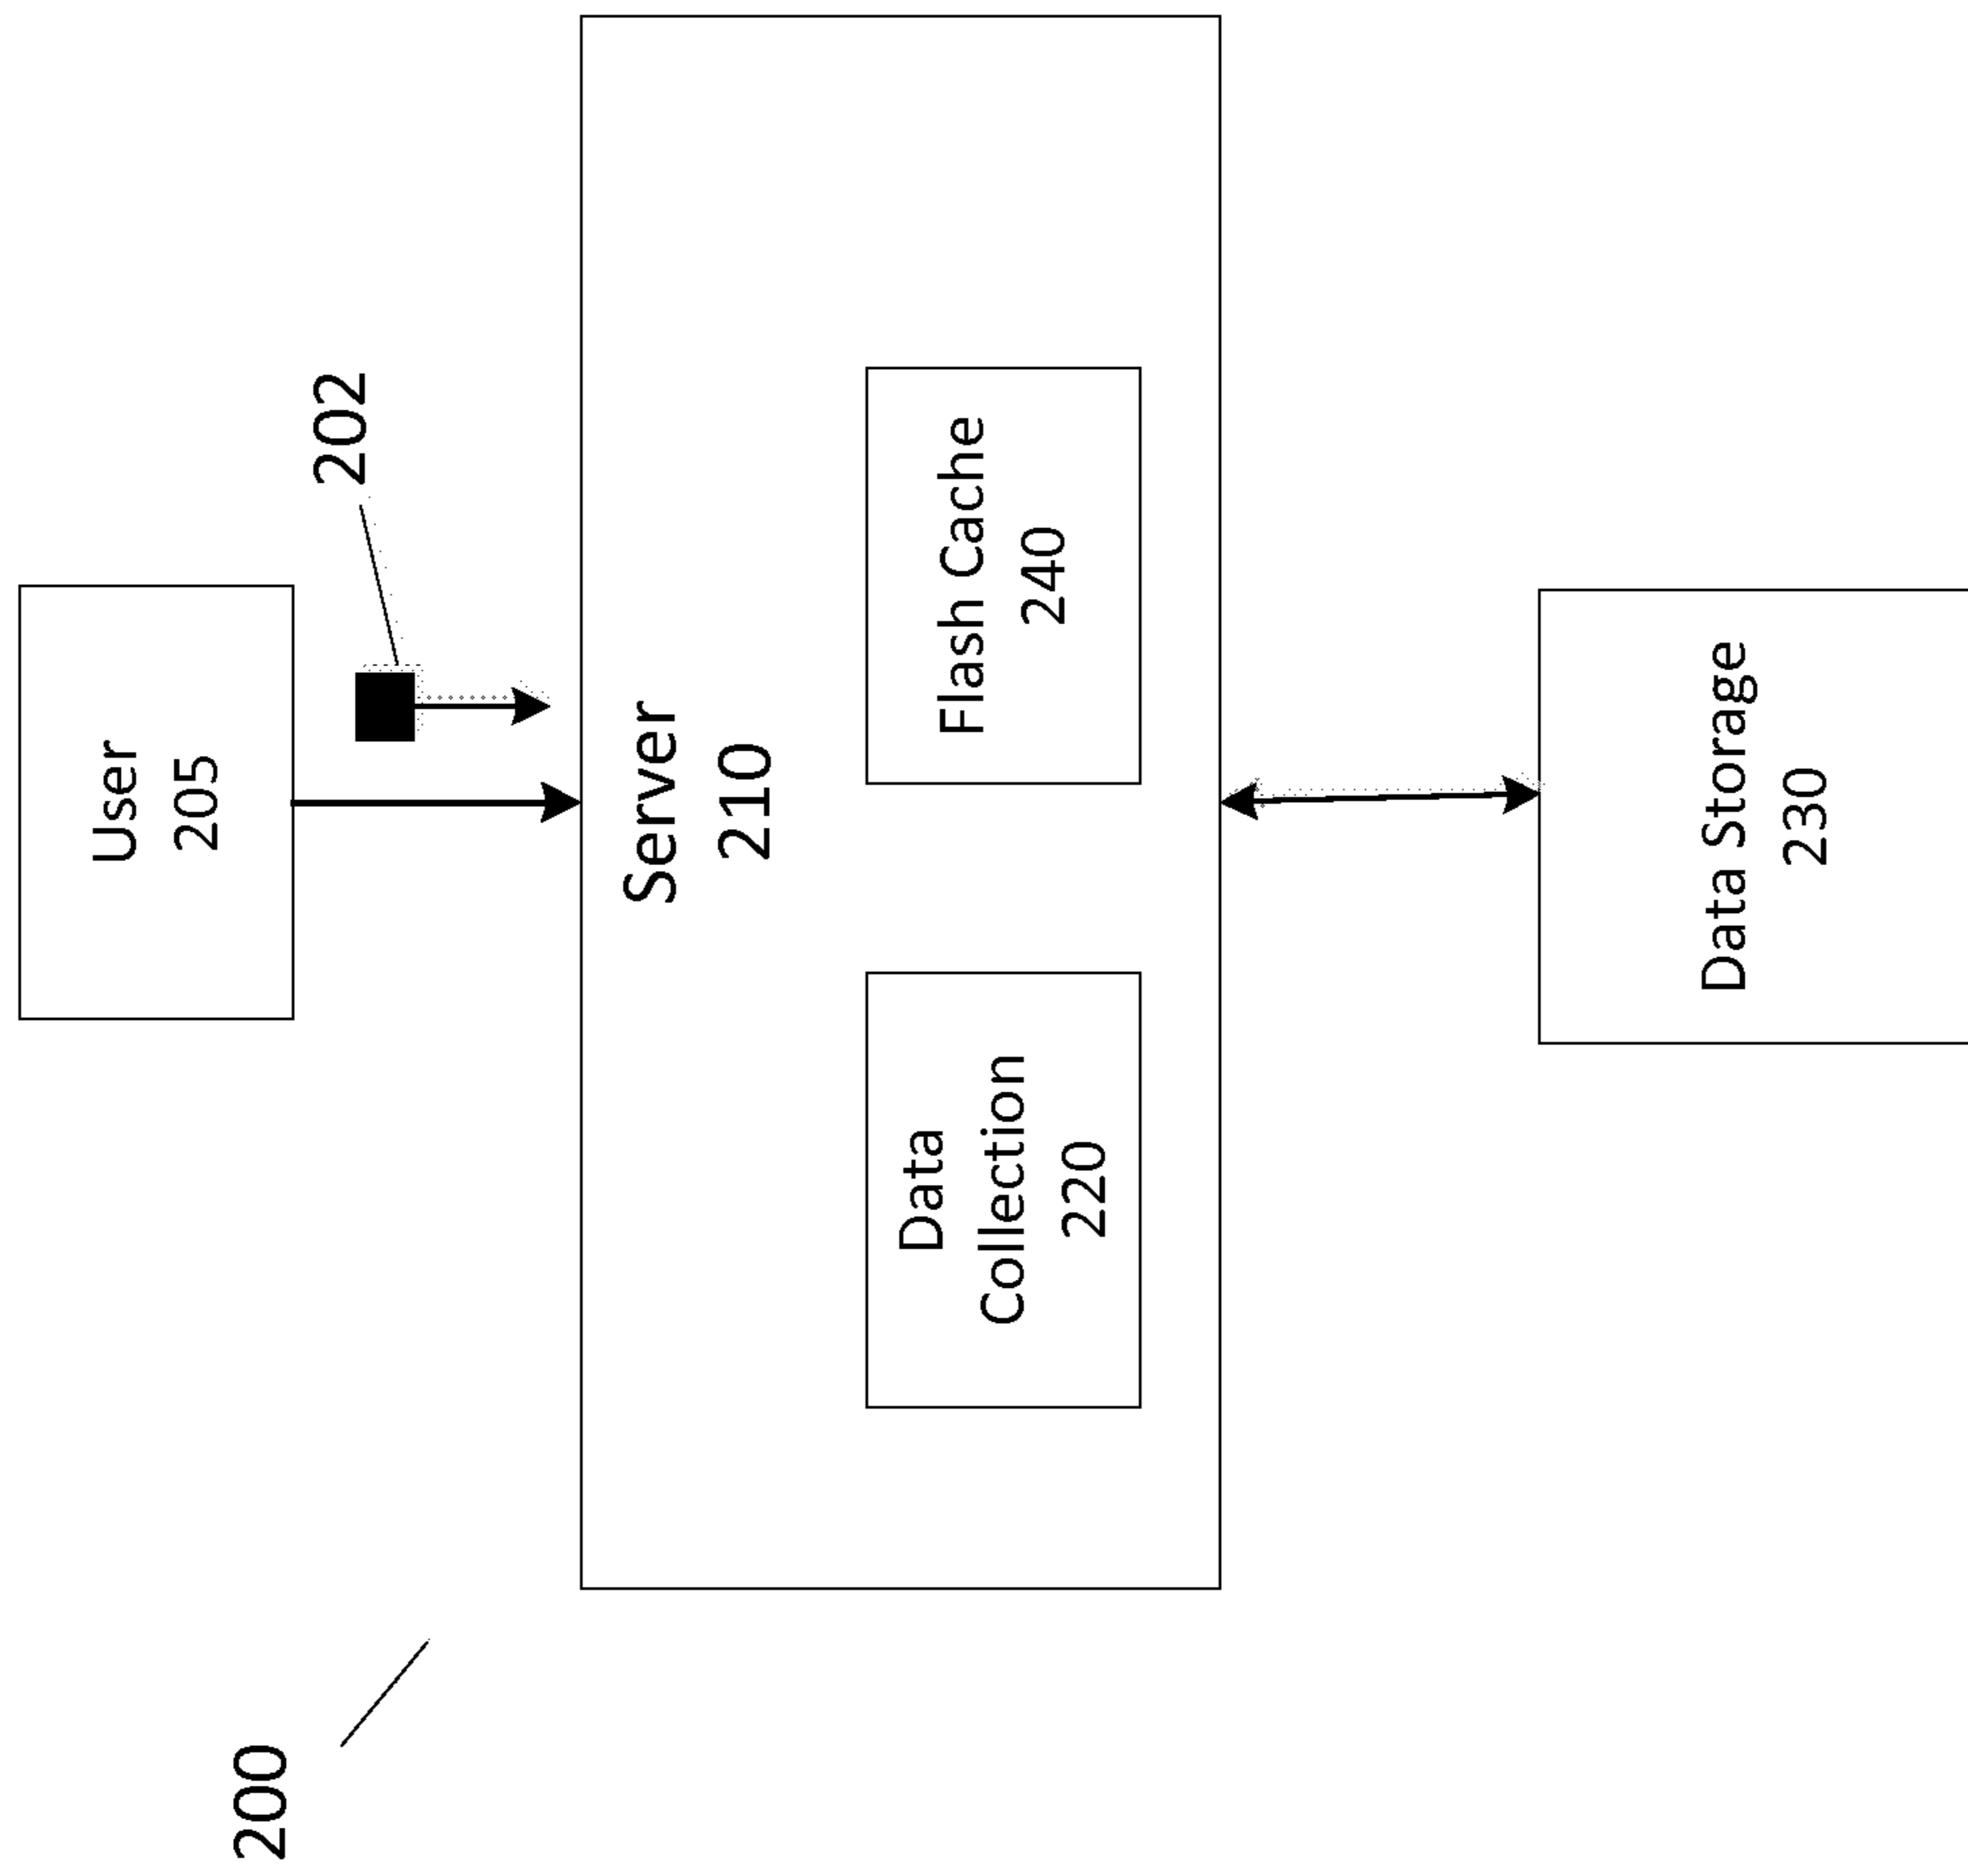 200
User
205
202
Server
210
Data
Collection
220
Flash Cache
240
Data Storage
230